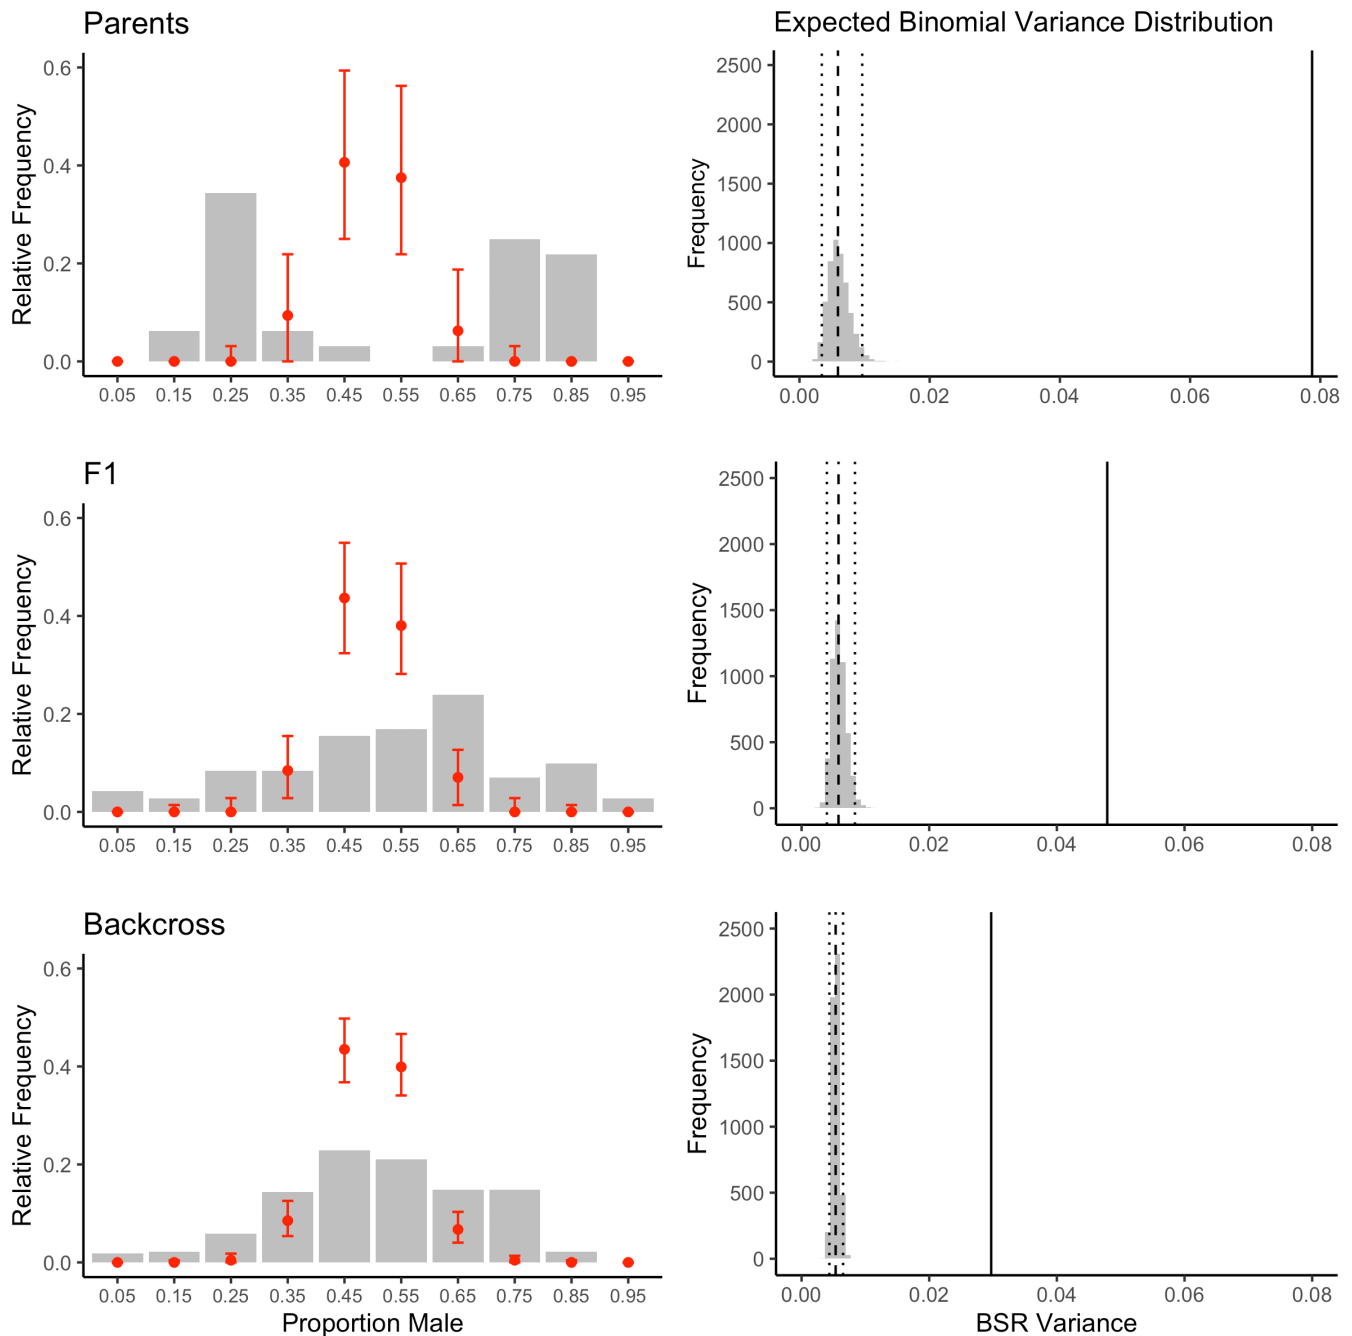 Parents
Relative Frequency
0.6
0.4
0.2
0.0
0.05 0.15 0.25 0.35 0.45 0.55 0.65 0.75 0.85 0.95
Expected Binomial Variance Distribution
Frequency
2500
2000
1500
1000
500
0
0.00 0.02 0.04 0.06 0.08
F1
Relative Frequency
0.6
0.4
0.2
0.0
0.05 0.15 0.25 0.35 0.45 0.55 0.65 0.75 0.85 0.95
Frequency
2500
2000
1500
1000
500
0
0.00 0.02 0.04 0.06 0.08
Backcross
Relative Frequency
0.6
0.4
0.2
0.0
0.05 0.15 0.25 0.35 0.45 0.55 0.65 0.75 0.85 0.95
Proportion Male
Frequency
2500
2000
1500
1000
500
0
0.00 0.02 0.04 0.06 0.08
BSR Variance